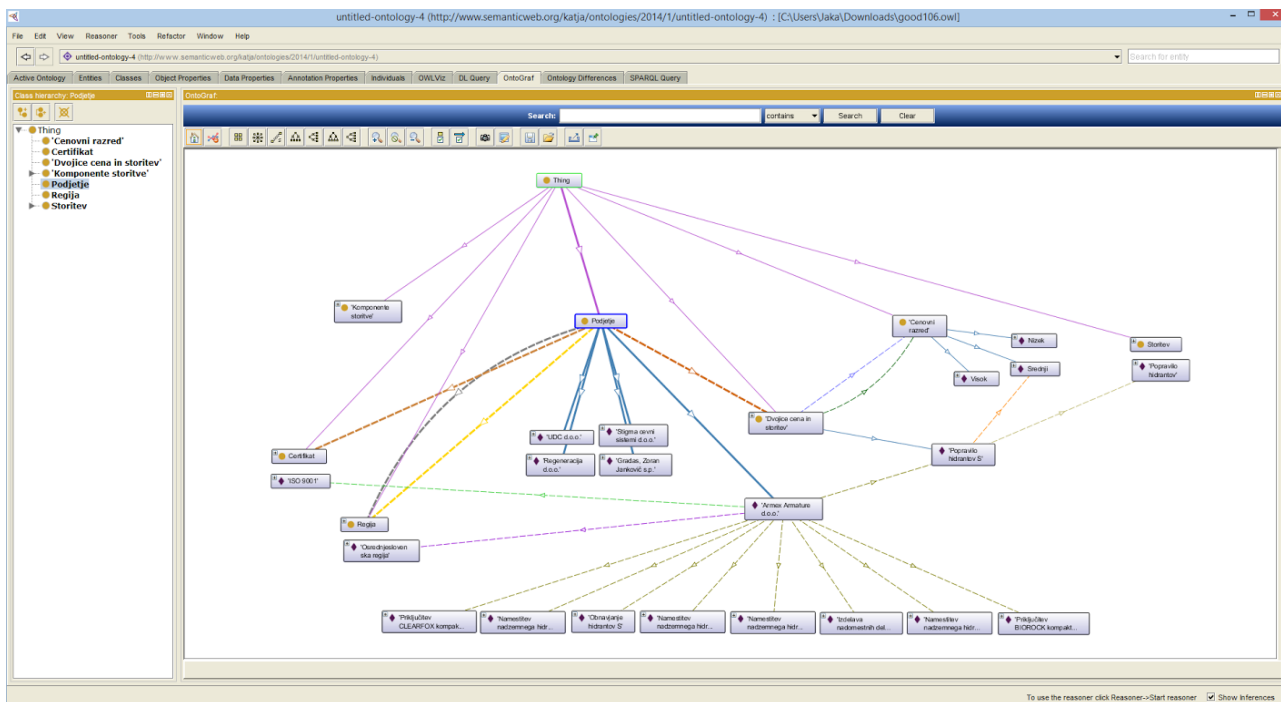 untitled-ontology-4 (http://www.semanticweb.org/katja/ontologies/2014/1/untitled-ontology-4) : [C:\Users\Jaka\Downloads\good106.owl]
File Edit View Reasoner Tools Refactor Window Help
untitled-ontology-4 (http://www.semanticweb.org/katja/ontologies/2014/1/untitled-ontology-4)
Search for entity
Active Ontology Entities Classes Object Properties Data Properties Annotation Properties Individuals OWLViz DL Query OntoGraf Ontology Differences SPARQL Query
Class hierarchy: Podjetje
OntoGraf:
Search: contains Search Clear
Thing
'Cenovni razred'
Certifikat
'Dvojice cena in storitev'
'Komponente storitve'
Podjetje
Regija
Storitev
Thing
'Komponente
storitve'
Podjetje
'Cenovni
razred'
Nizek
Storitev
Visok
Srednji
'Popravilo
hidrantov'
'Dvojice cena in
storitev'
'UDC d.o.o.'
'Stigma cevni
sistemi d.o.o.'
Certifikat
'Regeneracija
d.o.o.'
'Gradas, Zoran
Janković s.p.'
'Popravilo
hidrantov S'
'ISO 9001'
'Armex Armature
d.o.o.'
Regija
'Osrednjesloven
ska regija'
'Priključitev
CLEARFOX kompak...
'Namestitev
nadzemnega hidr...
'Obnavljanje
hidrantov S'
'Namestitev
nadzemnega hidr...
'Namestitev
nadzemnega hidr...
'Izdelava
nadomestnih del...
'Namestitev
nadzemnega hidr...
'Priključitev
BIOROCK kompakt...
To use the reasoner click Reasoner->Start reasoner Show Inferences